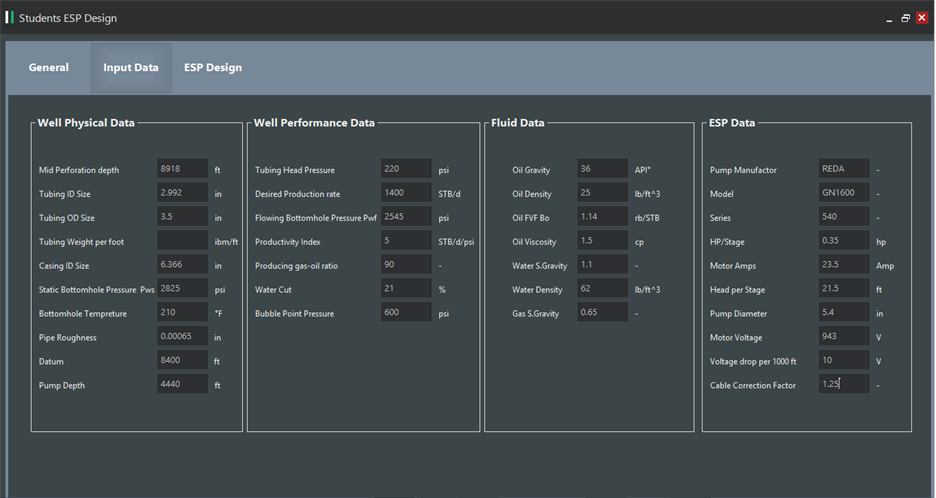 Students ESP Design
General Input Data ESP Design
Well Physical Data
Mid Perforation depth 8918 ft
Tubing ID Size 2.992 in
Tubing OD Size 3.5 in
Tubing Weight per foot ibm/ft
Casing ID Size 6.366 in
Static Bottomhole Pressure Pws 2825 psi
Bottomhole Tempreture 210 °F
Pipe Roughness 0.00065 in
Datum 8400 ft
Pump Depth 4440 ft
Well Performance Data
Tubing Head Pressure 220 psi
Desired Production rate 1400 STB/d
Flowing Bottomhole Pressure Pwf 2545 psi
Productivity Index 5 STB/d/psi
Producing gas-oil ratio 90 -
Water Cut 21 %
Bubble Point Pressure 600 psi
Fluid Data
Oil Gravity 36 API°
Oil Density 25 lb/ft^3
Oil FVF Bo 1.14 rb/STB
Oil Viscosity 1.5 cp
Water S.Gravity 1.1 -
Water Density 62 lb/ft^3
Gas S.Gravity 0.65 -
ESP Data
Pump Manufactor REDA -
Model GN1600 -
Series 540 -
HP/Stage 0.35 hp
Motor Amps 23.5 Amp
Head per Stage 21.5 ft
Pump Diameter 5.4 in
Motor Voltage 943 V
Voltage drop per 1000 ft 10 V
Cable Correction Factor 1.25 -